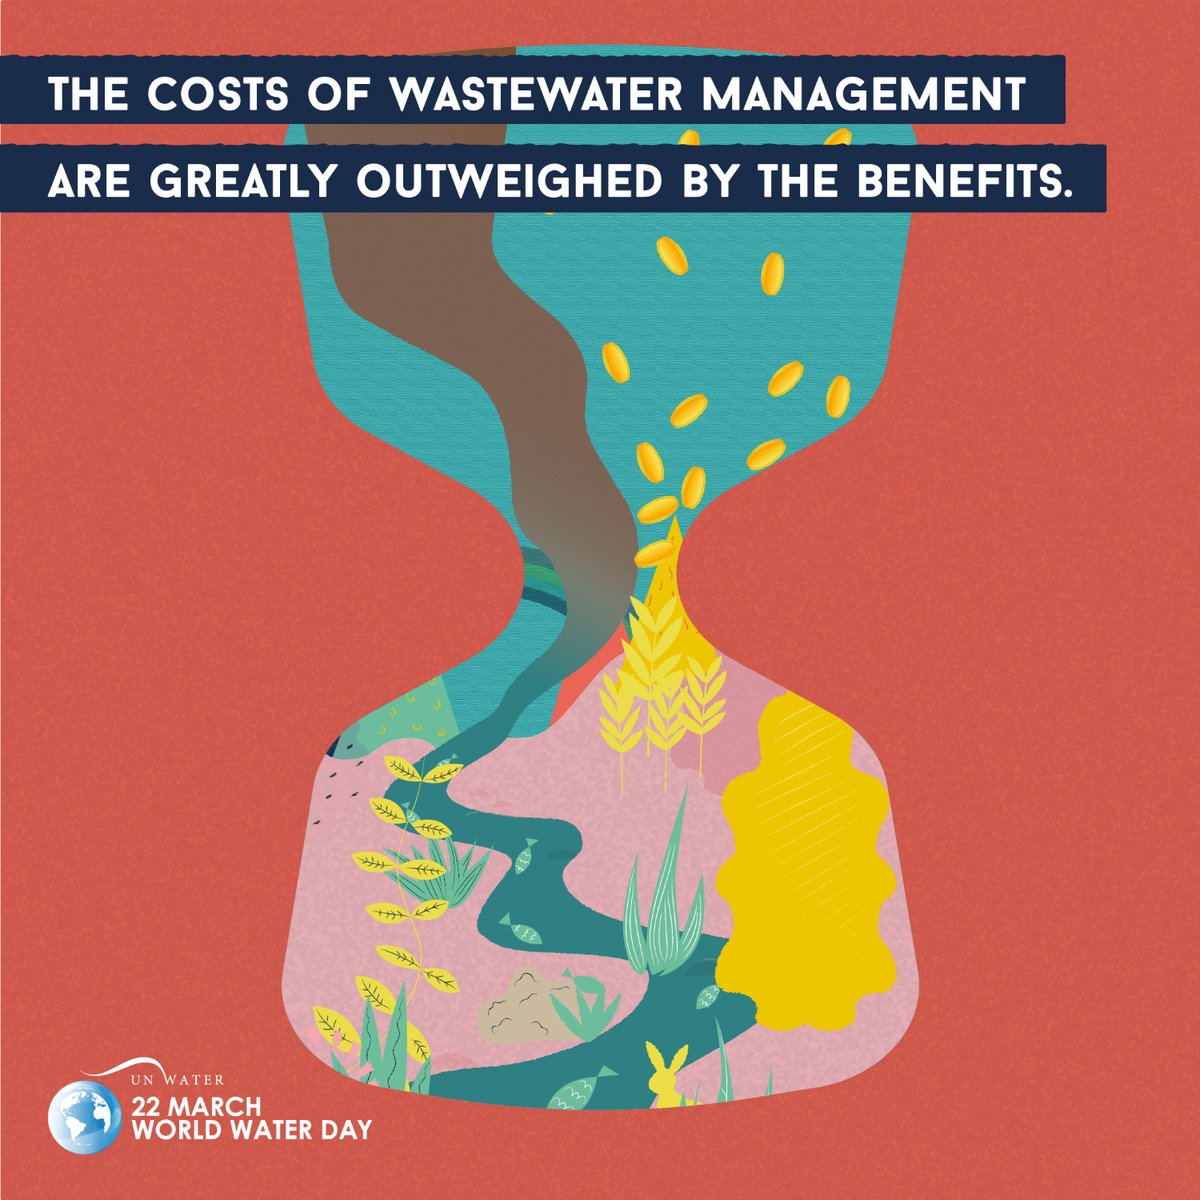 THE COSTS OF WASTEWATER MANAGEMENT
ARE GREATLY OUTWEIGHED BY THE BENEFITS.
UN WATER
22 MARCH
WORLD WATER DAY